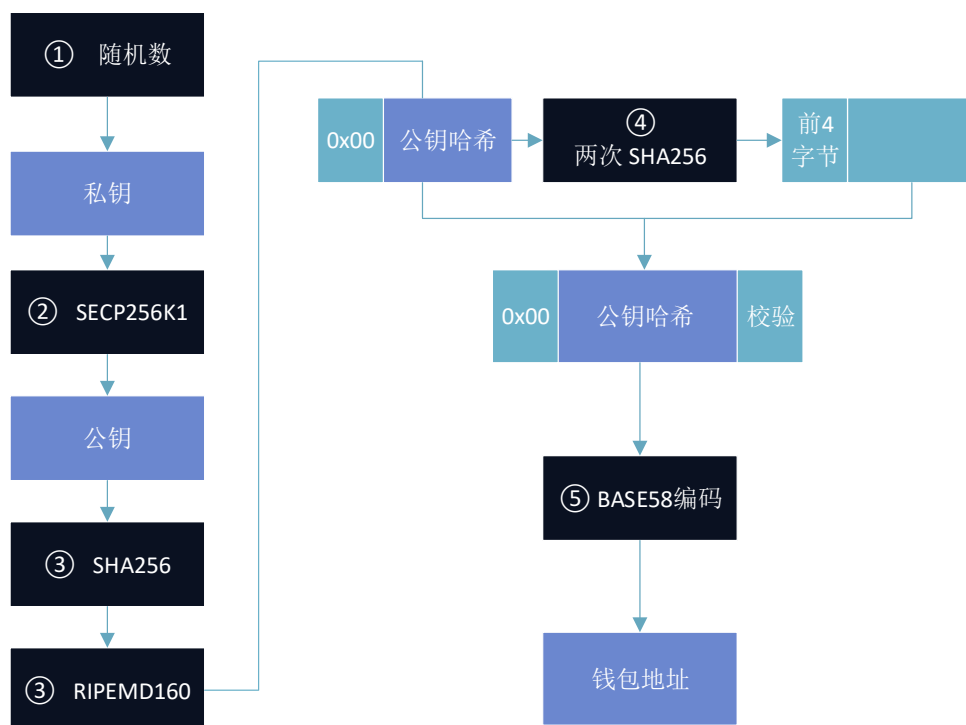 ① 随机数
私钥
② SECP256K1
公钥
③ SHA256
③ RIPEMD160
0x00
公钥哈希
④
两次 SHA256
前4
字节
0x00
公钥哈希
校验
⑤ BASE58编码
钱包地址